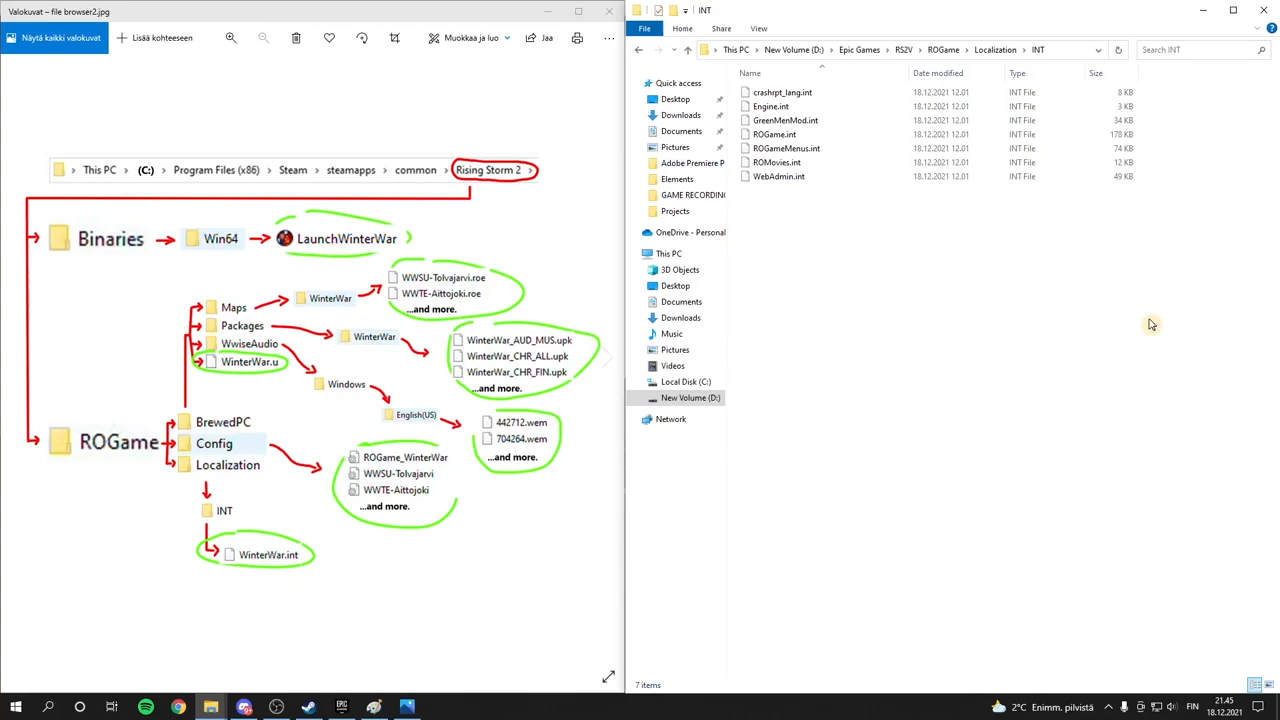 Valokuvat – file browser2.jpg
Näytä kaikki valokuvat
Lisää kohteeseen
Muokkaa ja luo
Jaa
This PC > (C:) > Program Files (x86) > Steam > steamapps > common > Rising Storm 2 >
Binaries
Win64
LaunchWinterWar
Maps
WinterWar
WWSU-Tolvajarvi.roe
WWTE-Aittojoki.roe
...and more.
Packages
WinterWar
WwiseAudio
WinterWar.u
WinterWar_AUD_MUS.upk
WinterWar_CHR_ALL.upk
WinterWar_CHR_FIN.upk
...and more.
Windows
English(US)
442712.wem
704264.wem
...and more.
ROGame
BrewedPC
Config
Localization
ROGame_WinterWar
WWSU-Tolvajarvi
WWTE-Aittojoki
...and more.
INT
WinterWar.int
INT
File Home Share View
This PC > New Volume (D:) > Epic Games > RS2V > ROGame > Localization > INT
Search INT
Quick access
Desktop
Downloads
Documents
Pictures
Adobe Premiere P
Elements
GAME RECORDING
Projects
OneDrive - Personal
This PC
3D Objects
Desktop
Documents
Downloads
Music
Pictures
Videos
Local Disk (C:)
New Volume (D:)
Network
Name Date modified Type Size
crashrpt_lang.int 18.12.2021 12.01 INT File 8 KB
Engine.int 18.12.2021 12.01 INT File 3 KB
GreenMenMod.int 18.12.2021 12.01 INT File 34 KB
ROGame.int 18.12.2021 12.01 INT File 178 KB
ROGameMenus.int 18.12.2021 12.01 INT File 74 KB
ROMovies.int 18.12.2021 12.01 INT File 12 KB
WebAdmin.int 18.12.2021 12.01 INT File 49 KB
7 items
EPIC
2°C Enimm. pilvistä
FIN
21.45
18.12.2021